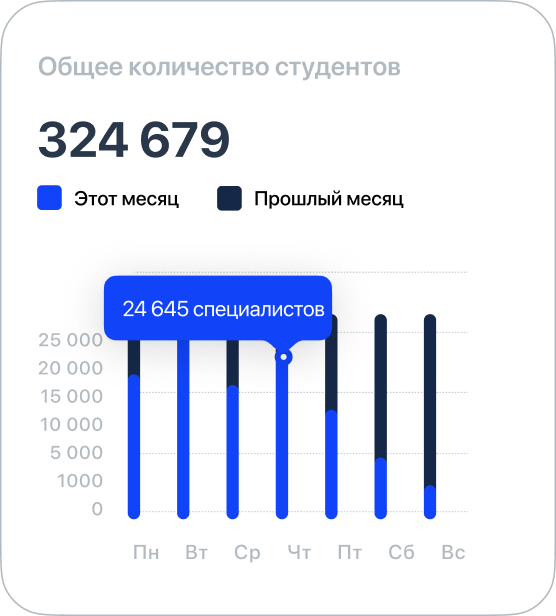 Общее количество студентов
324 679
Этот месяц Прошлый месяц
24 645 специалистов
25 000
20 000
15 000
10 000
5 000
1000
0
Пн Вт Ср Чт Пт Сб Вс